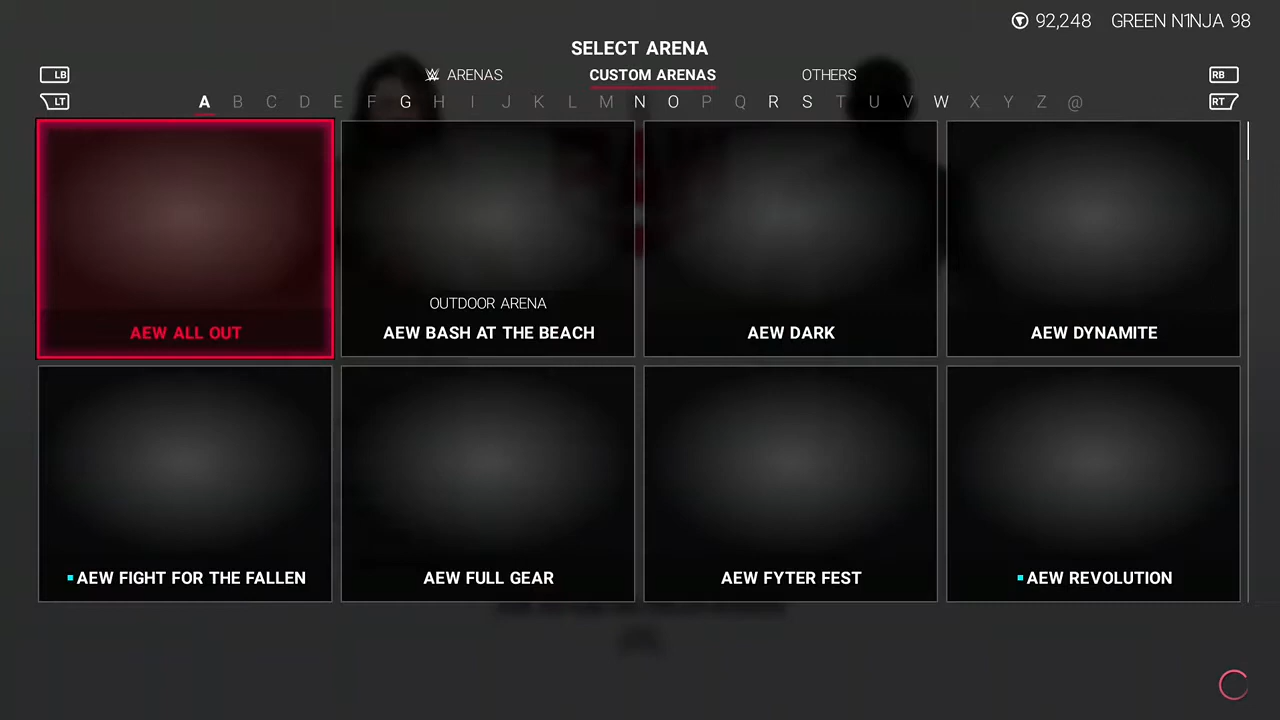 92,248 GREEN N1NJA 98
SELECT ARENA
LB ARENAS CUSTOM ARENAS OTHERS RB
LT A B C D E F G H I J K L M N O P Q R S T U V W X Y Z @ RT
AEW ALL OUT
OUTDOOR ARENA
AEW BASH AT THE BEACH
AEW DARK
AEW DYNAMITE
AEW FIGHT FOR THE FALLEN
AEW FULL GEAR
AEW FYTER FEST
AEW REVOLUTION